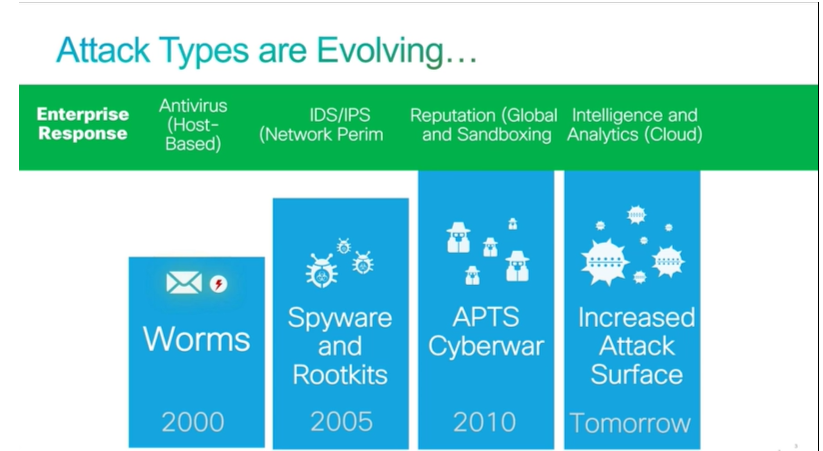 Attack Types are Evolving…
Enterprise
Response
Antivirus
(Host-
Based)
IDS/IPS
(Network Perim
Reputation (Global
and Sandboxing
Intelligence and
Analytics (Cloud)
Worms
2000
Spyware
and
Rootkits
2005
APTS
Cyberwar
2010
Increased
Attack
Surface
Tomorrow